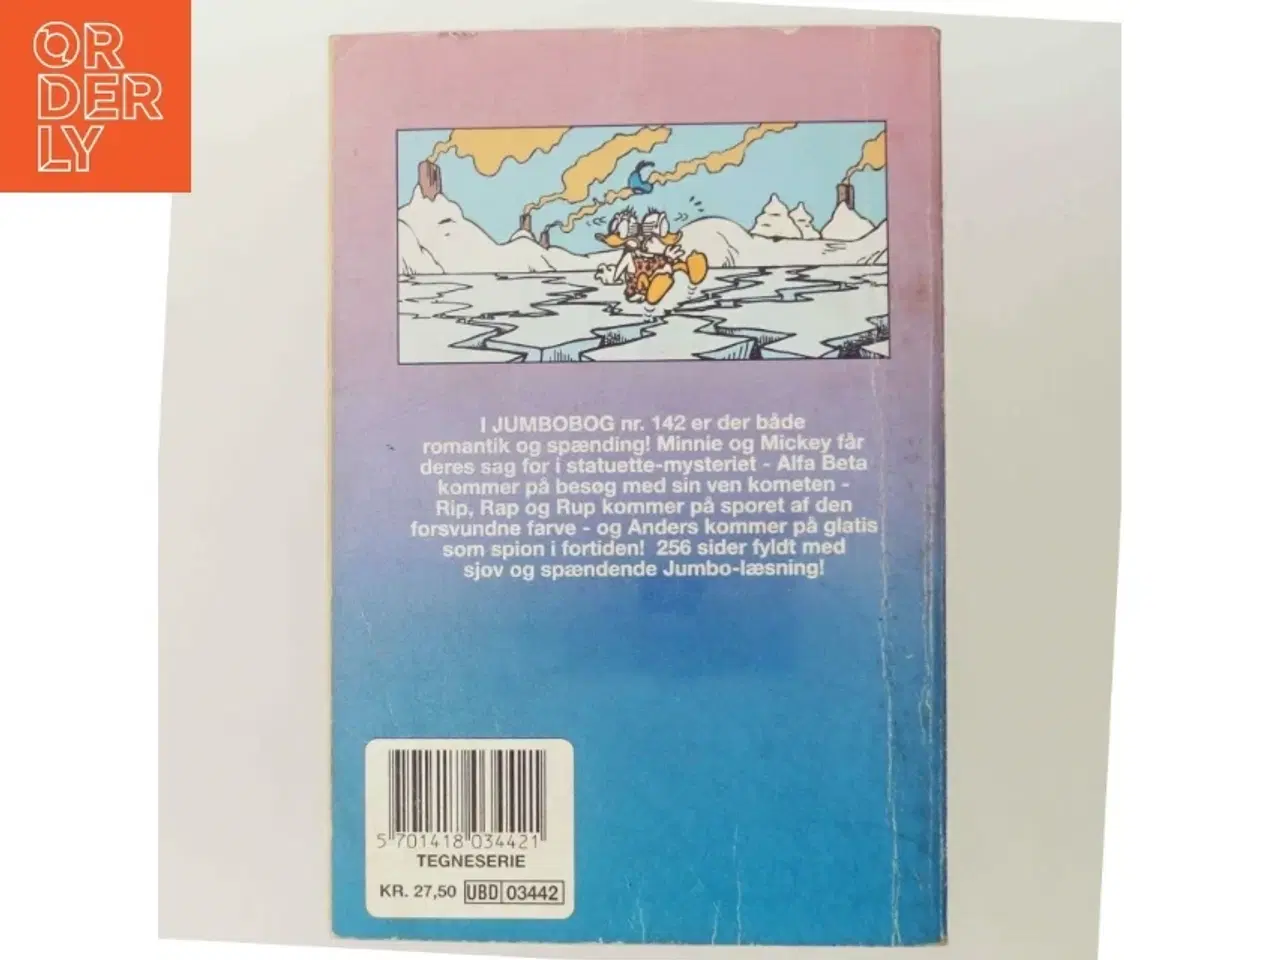 OR
DER
LY
I JUMBOBOG nr. 142 er der både
romantik og spænding! Minnie og Mickey får
deres sag for i statuette-mysteriet - Alfa Beta
kommer på besøg med sin ven kometen -
Rip, Rap og Rup kommer på sporet af den
forsvundne farve - og Anders kommer på glatis
som spion i fortiden! 256 sider fyldt med
sjov og spændende Jumbo-læsning!
5 701418 034421
TEGNESERIE
KR. 27,50 UBD 03442